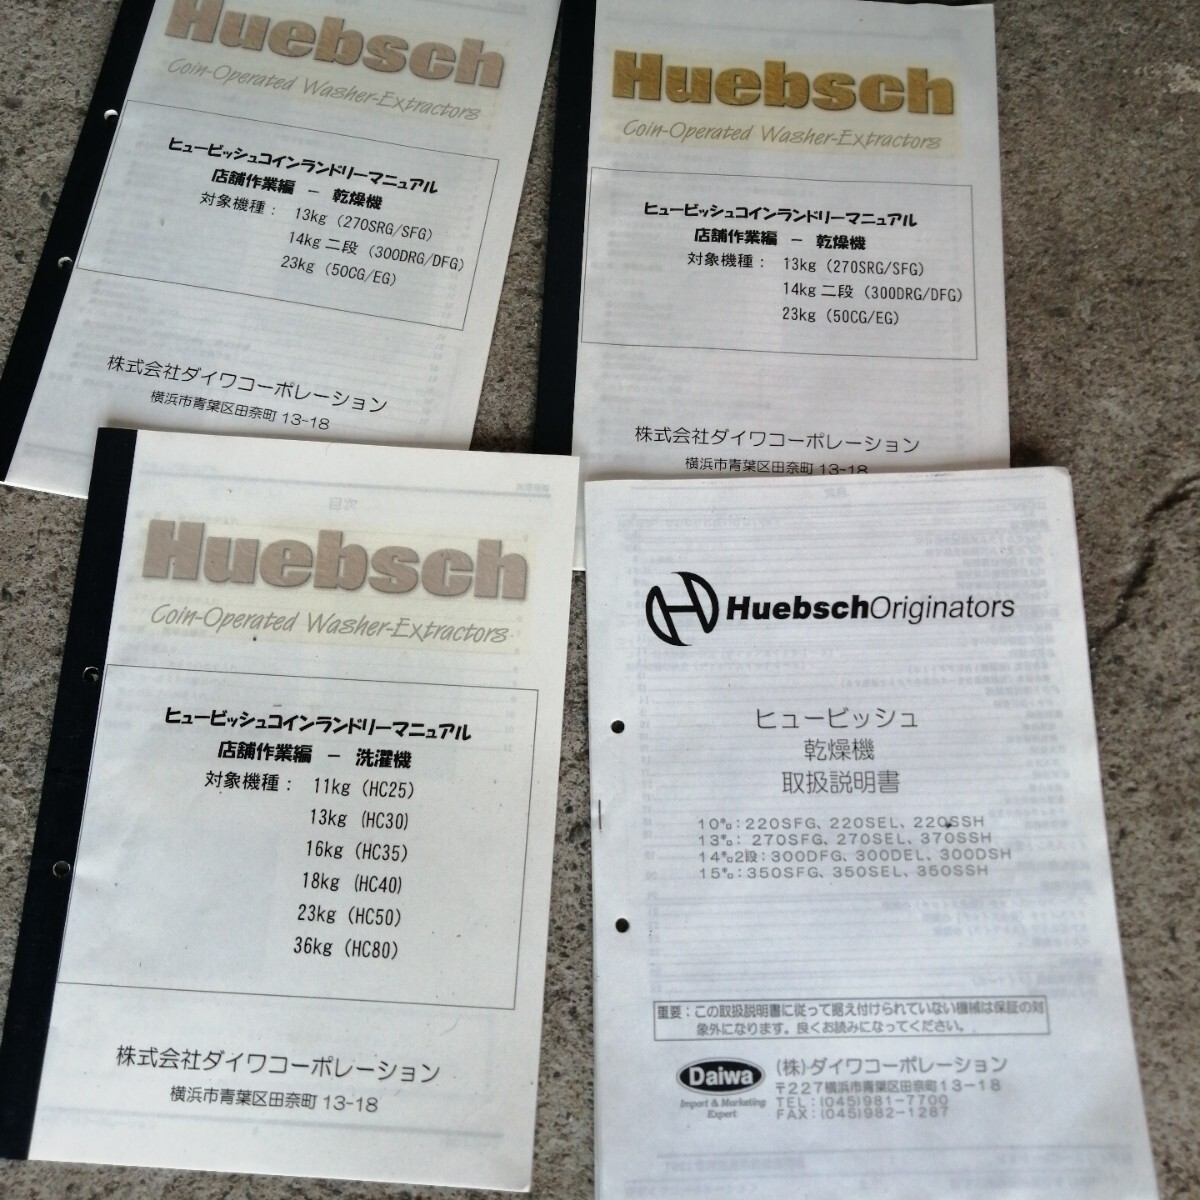 Huebsch
Coin-Operated Washer-Extractors
ヒュービッシュコインランドリーマニュアル
店舗作業編 － 乾燥機
対象機種： 13kg (270SRG/SFG)
14kg 二段 (300DRG/DFG)
23kg (50CG/EG)
株式会社ダイワコーポレーション
横浜市青葉区田奈町 13-18
Huebsch
Coin-Operated Washer-Extractors
ヒュービッシュコインランドリーマニュアル
店舗作業編 － 乾燥機
対象機種： 13kg (270SRG/SFG)
14kg 二段 (300DRG/DFG)
23kg (50CG/EG)
株式会社ダイワコーポレーション
横浜市青葉区田奈町 13-18
Huebsch
Coin-Operated Washer-Extractors
ヒュービッシュコインランドリーマニュアル
店舗作業編 － 洗濯機
対象機種： 11kg (HC25)
13kg (HC30)
16kg (HC35)
18kg (HC40)
23kg (HC50)
36kg (HC80)
株式会社ダイワコーポレーション
横浜市青葉区田奈町 13-18
HuebschOriginators
ヒュービッシュ
乾燥機
取扱説明書
10㌔：220SFG、220SEL、220SSH
13㌔：270SFG、270SEL、370SSH
14㌔2段：300DFG、300DEL、300DSH
15㌔：350SFG、350SEL、350SSH
重要：この取扱説明書に従って据え付けられていない機械は保証の対
象外になります。良くお読みになってください。
Daiwa
Import & Marketing
Expert
(株)ダイワコーポレーション
〒227横浜市青葉区田奈町13－18
TEL：(045)981-7700
FAX：(045)982-1287